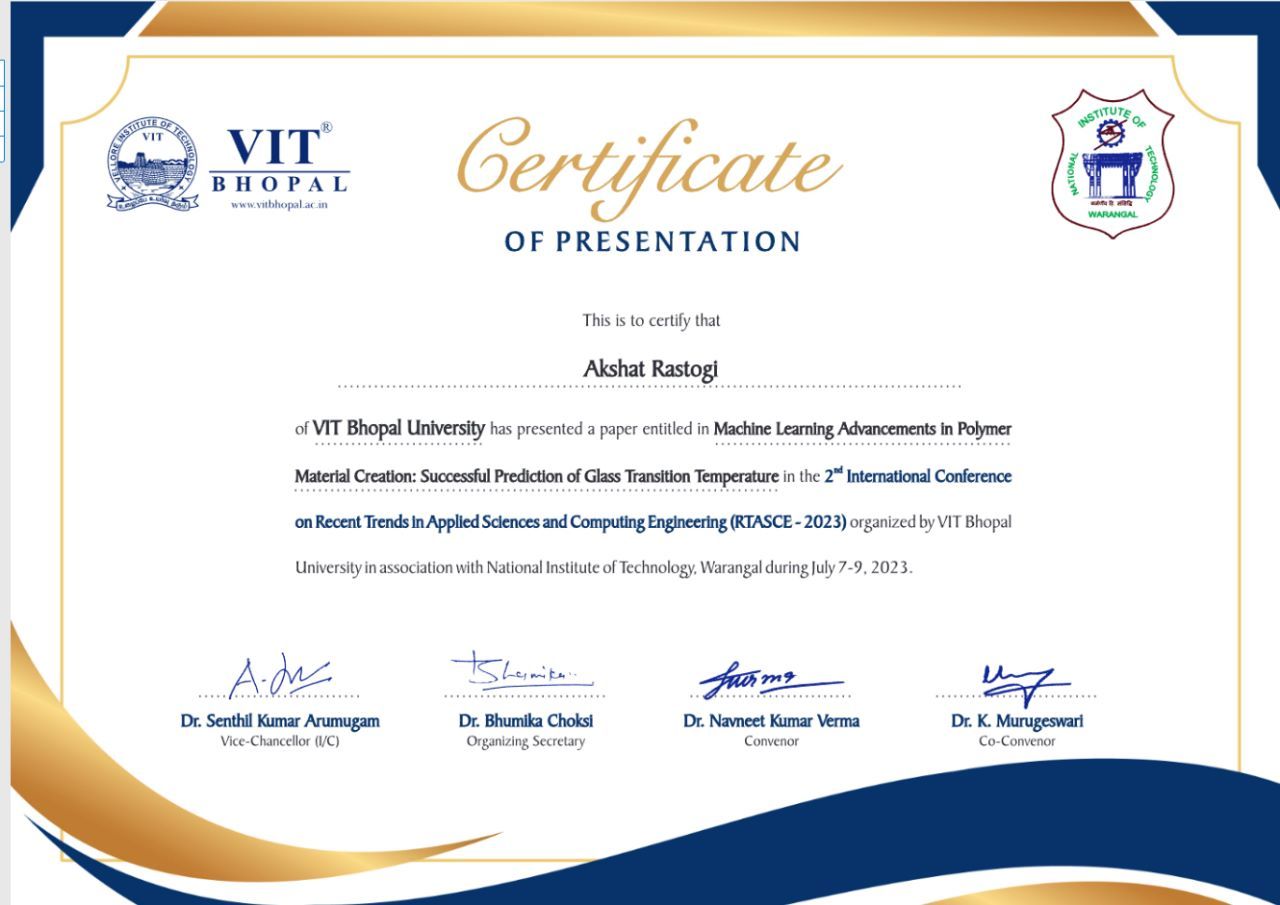 VELLORE INSTITUTE OF TECHNOLOGY
VIT
VIT®
BHOPAL
www.vitbhopal.ac.in
Certificate
OF PRESENTATION
NATIONAL INSTITUTE OF TECHNOLOGY
WARANGAL
This is to certify that
Akshat Rastogi
of VIT Bhopal University has presented a paper entitled in Machine Learning Advancements in Polymer
Material Creation: Successful Prediction of Glass Transition Temperature in the 2nd International Conference
on Recent Trends in Applied Sciences and Computing Engineering (RTASCE - 2023) organized by VIT Bhopal
University in association with National Institute of Technology, Warangal during July 7-9, 2023.
Dr. Senthil Kumar Arumugam
Vice-Chancellor (I/C)
Dr. Bhumika Choksi
Organizing Secretary
Dr. Navneet Kumar Verma
Convenor
Dr. K. Murugeswari
Co-Convenor